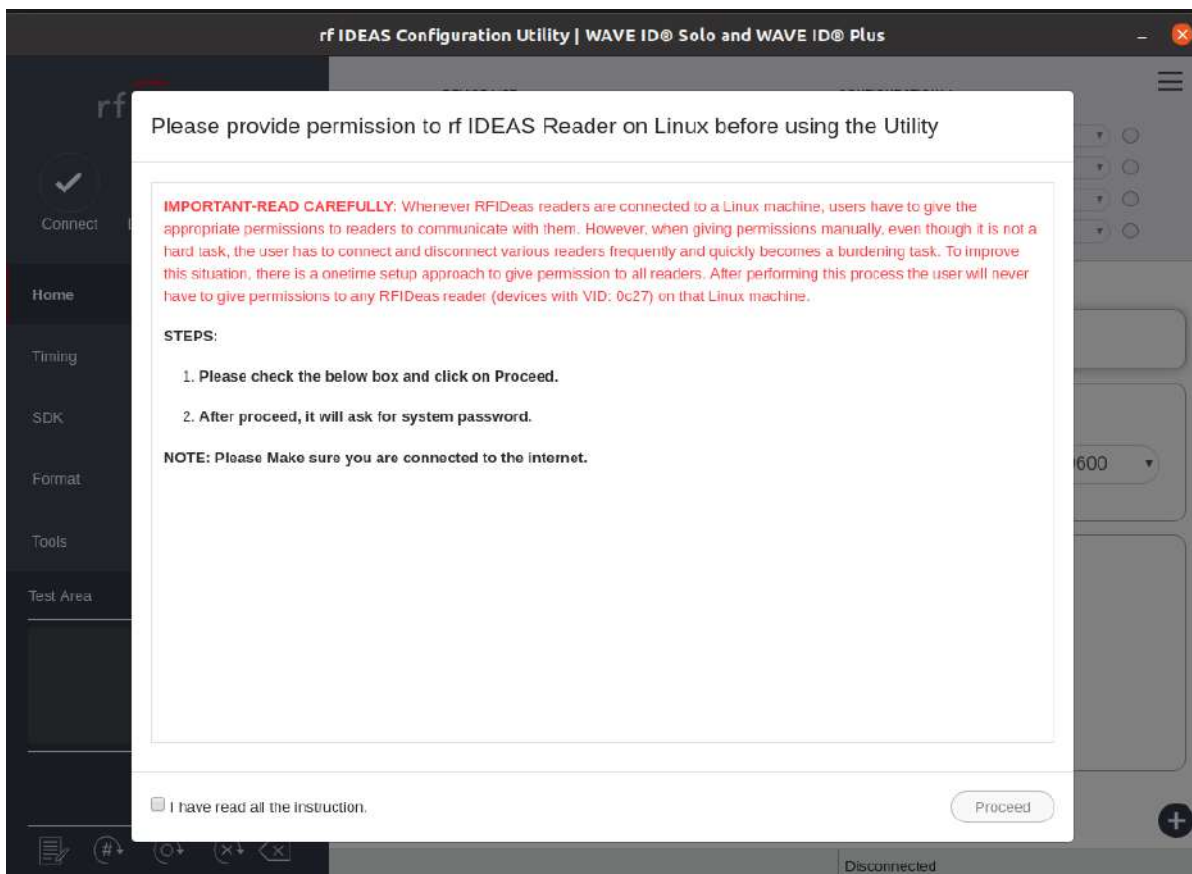 rf IDEAS Configuration Utility | WAVE ID® Solo and WAVE ID® Plus
rf
Please provide permission to rf IDEAS Reader on Linux before using the Utility
IMPORTANT-READ CAREFULLY: Whenever RFIDeas readers are connected to a Linux machine, users have to give the
appropriate permissions to readers to communicate with them. However, when giving permissions manually, even though it is not a
hard task, the user has to connect and disconnect various readers frequently and quickly becomes a burdening task. To improve
this situation, there is a onetime setup approach to give permission to all readers. After performing this process the user will never
have to give permissions to any RFIDeas reader (devices with VID: 0c27) on that Linux machine.
STEPS:
1. Please check the below box and click on Proceed.
2. After proceed, it will ask for system password.
NOTE: Please Make sure you are connected to the internet.
I have read all the instruction.
Proceed
Connect
Home
Timing
SDK
Format
Tools
Test Area
600
Disconnected